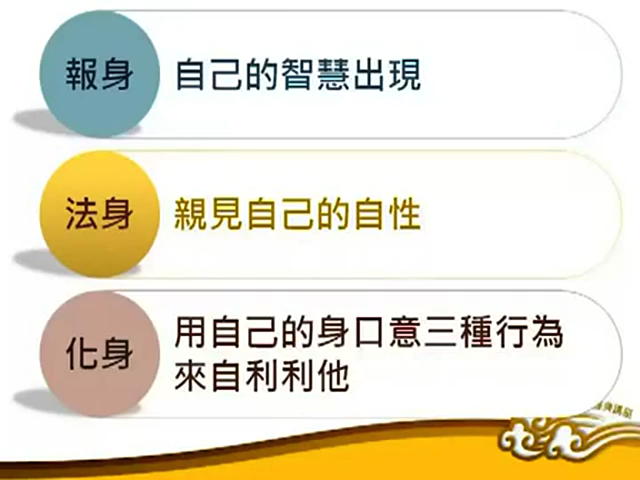 報身
自己的智慧出現
法身
親見自己的自性
化身
用自己的身口意三種行為
來自利利他